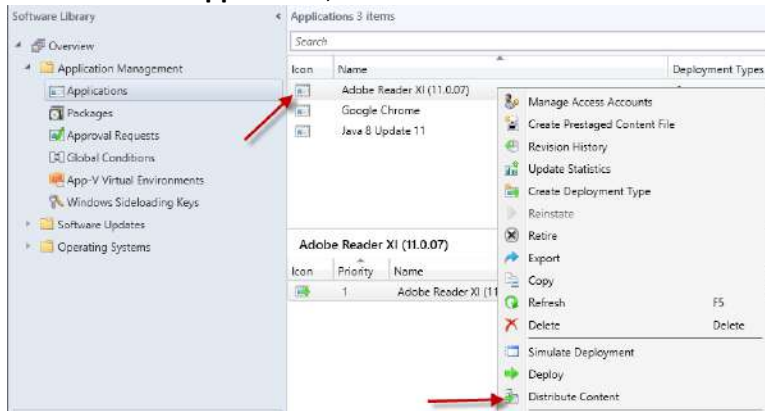 Software Library
Overview
Application Management
Applications
Packages
Approval Requests
Global Conditions
App-V Virtual Environments
Windows Sideloading Keys
Software Updates
Operating Systems
Applications 3 items
Search
Icon Name Deployment Types
Adobe Reader XI (11.0.07)
Google Chrome
Java 8 Update 11
Adobe Reader XI (11.0.07)
Icon Priority Name
1 Adobe Reader XI (11
Manage Access Accounts
Create Prestaged Content File
Revision History
Update Statistics
Create Deployment Type
Reinstate
Retire
Export
Copy
Refresh F5
Delete Delete
Simulate Deployment
Deploy
Distribute Content